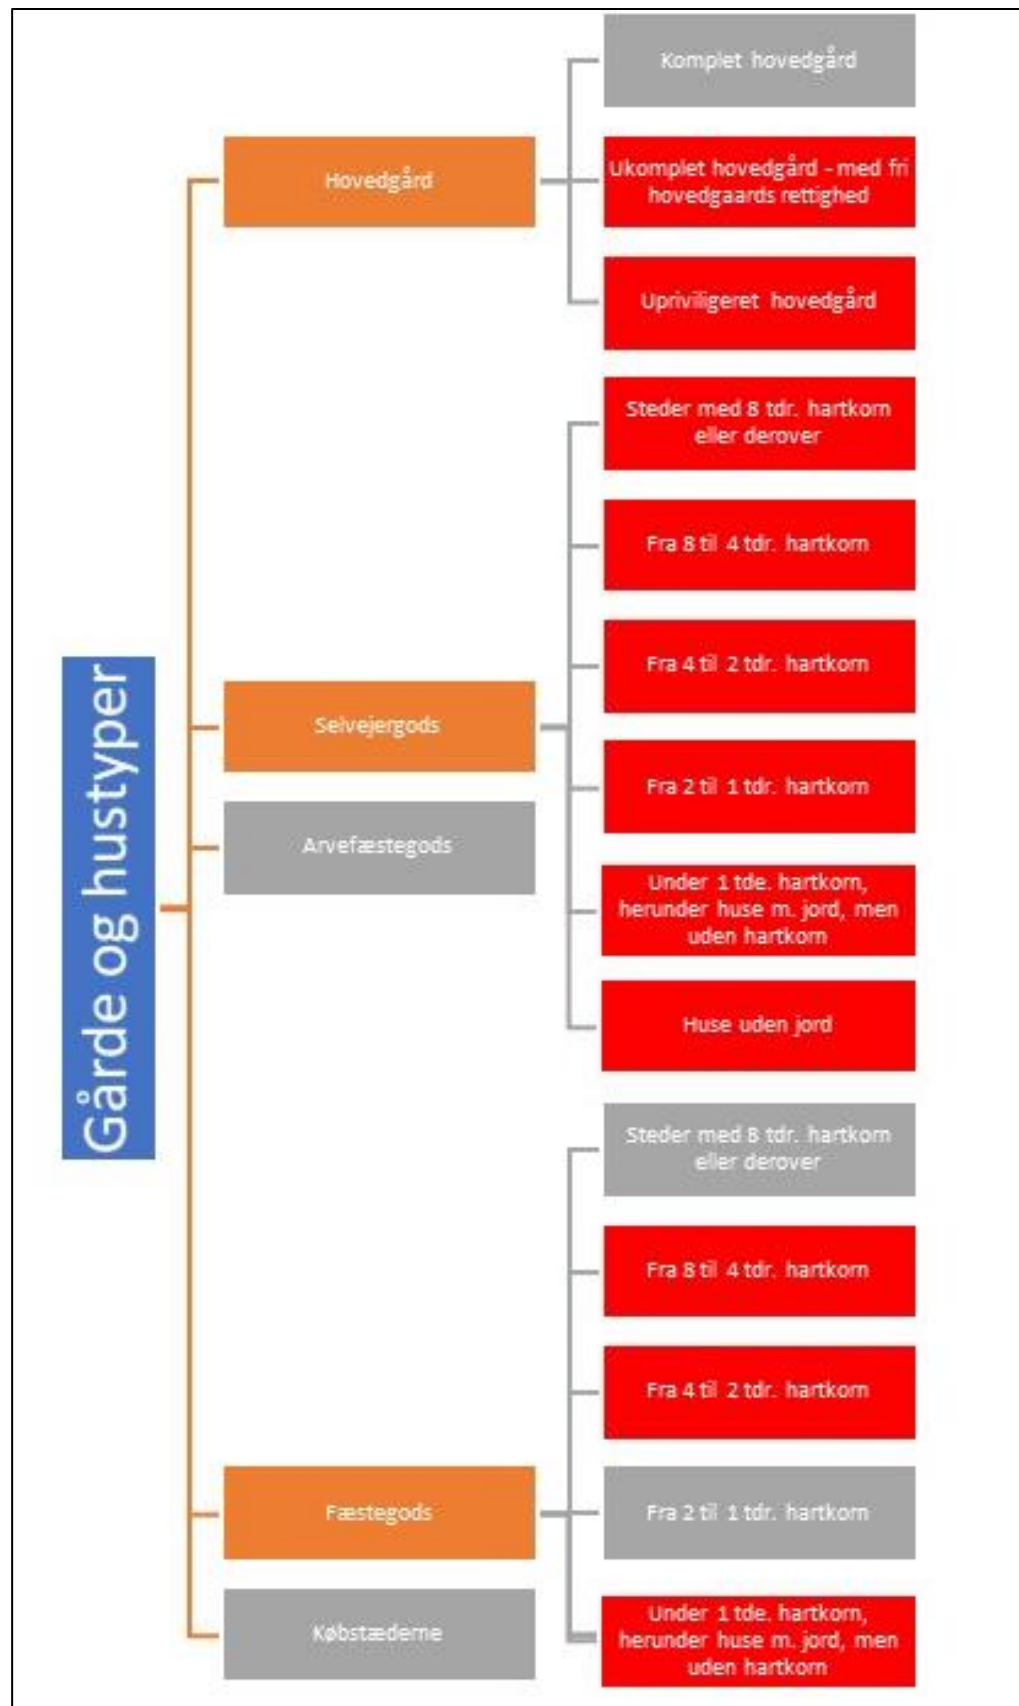 Gårde og hustyper
Hovedgård
Komplet hovedgård
Ukomplet hovedgård - med fri
hovedgaards rettighed
Upriviligeret hovedgård
Selvejergods
Steder med 8 tdr. hartkorn
eller derover
Fra 8 til 4 tdr. hartkorn
Fra 4 til 2 tdr. hartkorn
Fra 2 til 1 tdr. hartkorn
Under 1 tde. hartkorn,
herunder huse m. jord, men
uden hartkorn
Huse uden jord
Arvefæstegods
Fæstegods
Steder med 8 tdr. hartkorn
eller derover
Fra 8 til 4 tdr. hartkorn
Fra 4 til 2 tdr. hartkorn
Fra 2 til 1 tdr. hartkorn
Under 1 tde. hartkorn,
herunder huse m. jord, men
uden hartkorn
Købstæderne